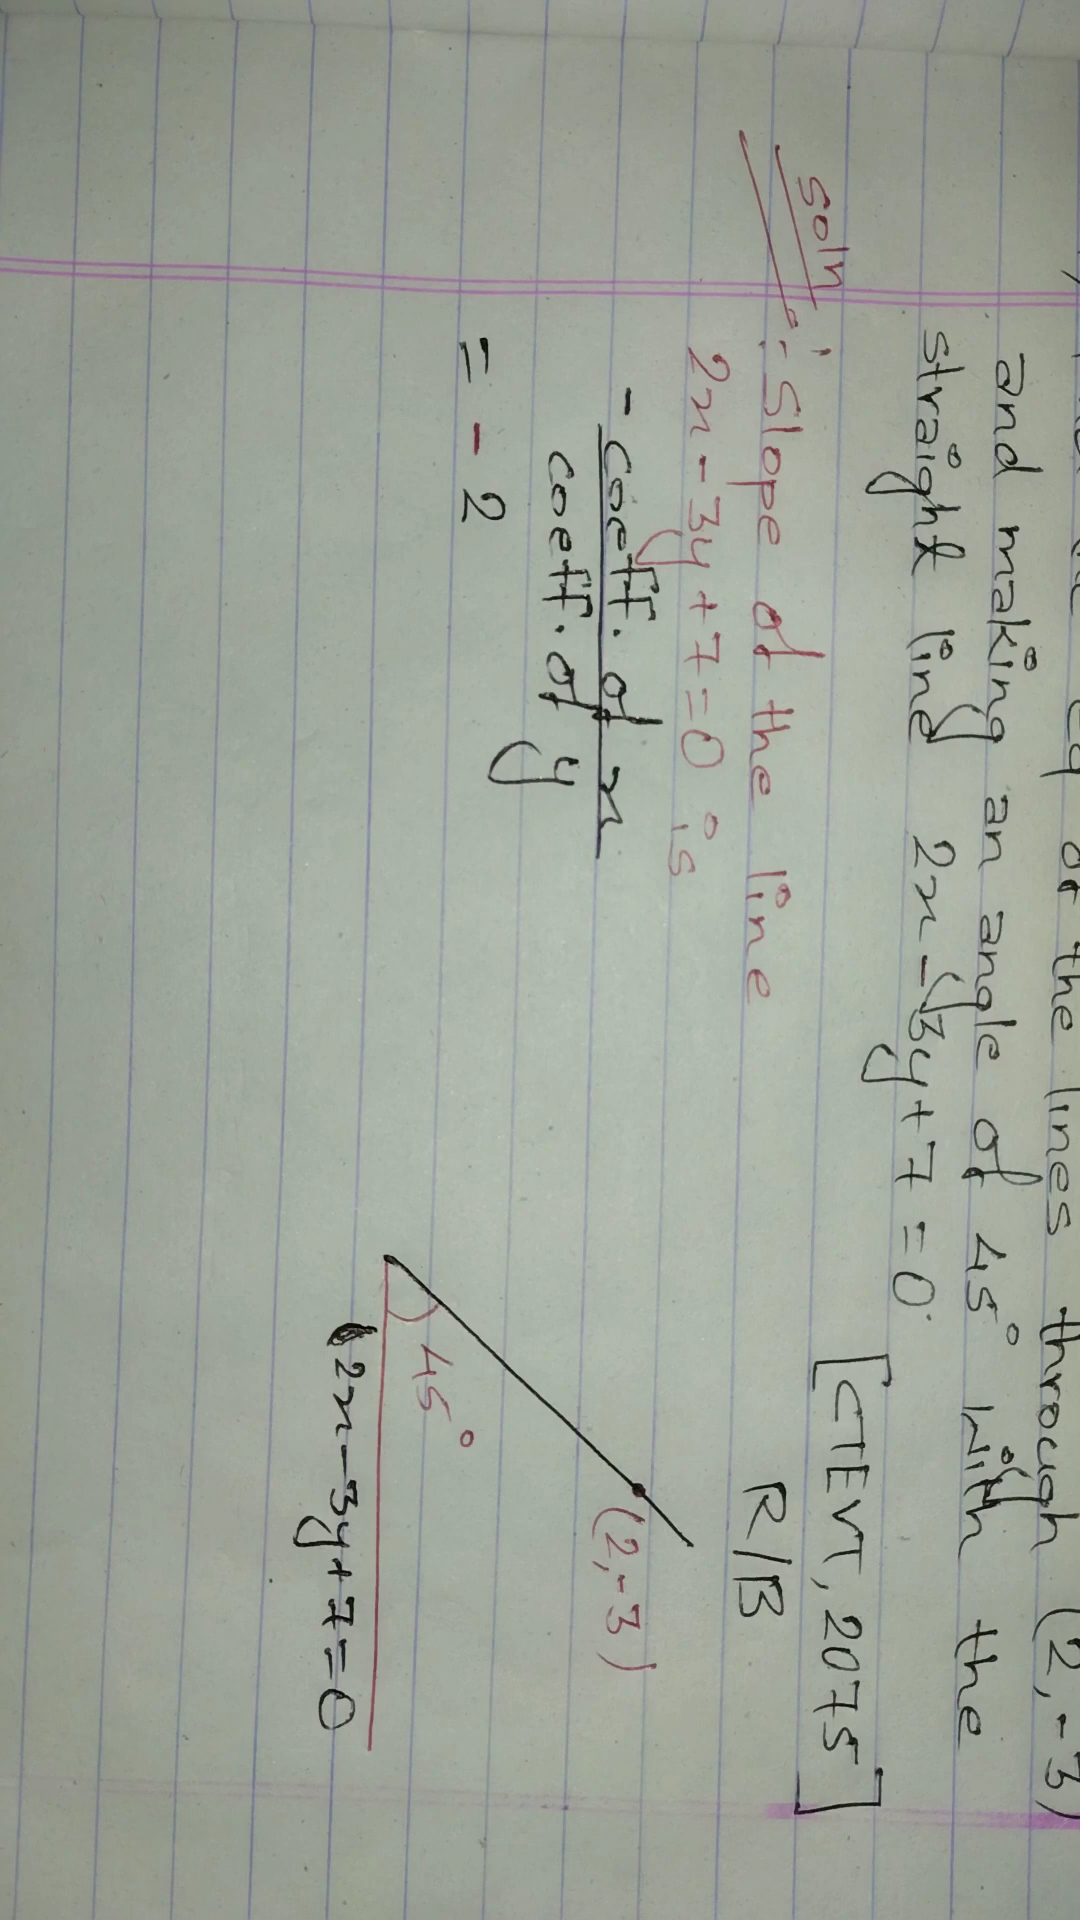 of the lines through (2,-3)
and making an angle of 45° with the
straight line 2x-3y+7=0.
[CTEVT, 2075]
R/B
soln :- Slope of the line
2x-3y+7=0 is
- coeff. of x
coeff. of y
= - 2
(2,-3)
45°
2x-3y+7=0